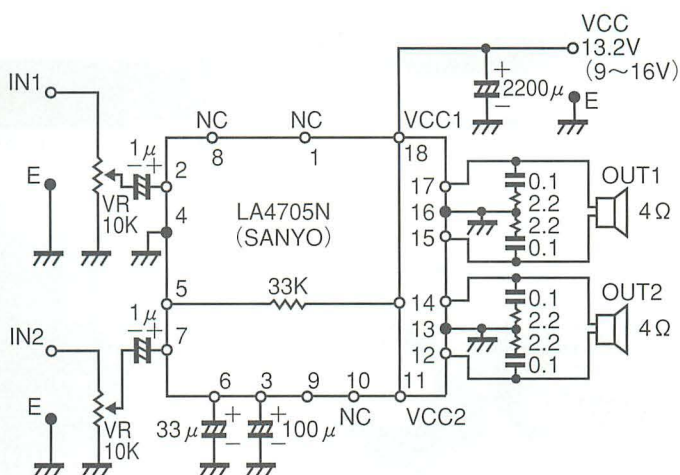 VCC
13.2V
(9〜16V)
E
+
2200μ
−
IN1
NC
NC
VCC1
8
1
18
1μ
−+
2
E
4
VR
10K
LA4705N
(SANYO)
17
16
15
0.1
2.2
2.2
0.1
OUT1
4Ω
5
33K
14
13
12
0.1
2.2
2.2
0.1
OUT2
4Ω
1μ
−+
7
IN2
E
VR
10K
6
3
9
10
11
NC
VCC2
33μ
+
−
+
−
100μ